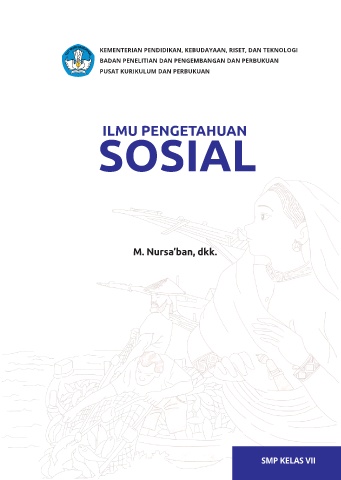 KEMENTERIAN PENDIDIKAN, KEBUDAYAAN, RISET, DAN TEKNOLOGI
BADAN PENELITIAN DAN PENGEMBANGAN DAN PERBUKUAN
PUSAT KURIKULUM DAN PERBUKUAN
ILMU PENGETAHUAN
SOSIAL
M. Nursa’ban, dkk.
SMP KELAS VII